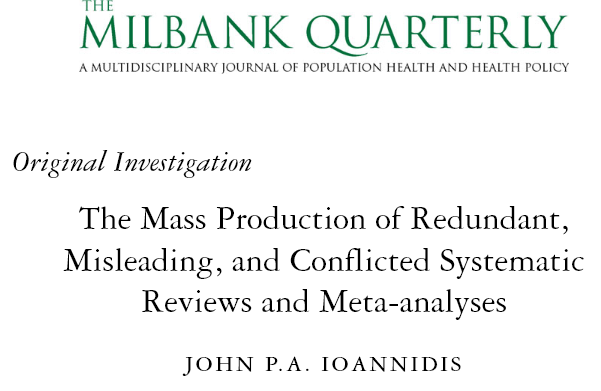 THE
MILBANK QUARTERLY
A MULTIDISCIPLINARY JOURNAL OF POPULATION HEALTH AND HEALTH POLICY
Original Investigation
The Mass Production of Redundant,
Misleading, and Conflicted Systematic
Reviews and Meta-analyses
JOHN P.A. IOANNIDIS